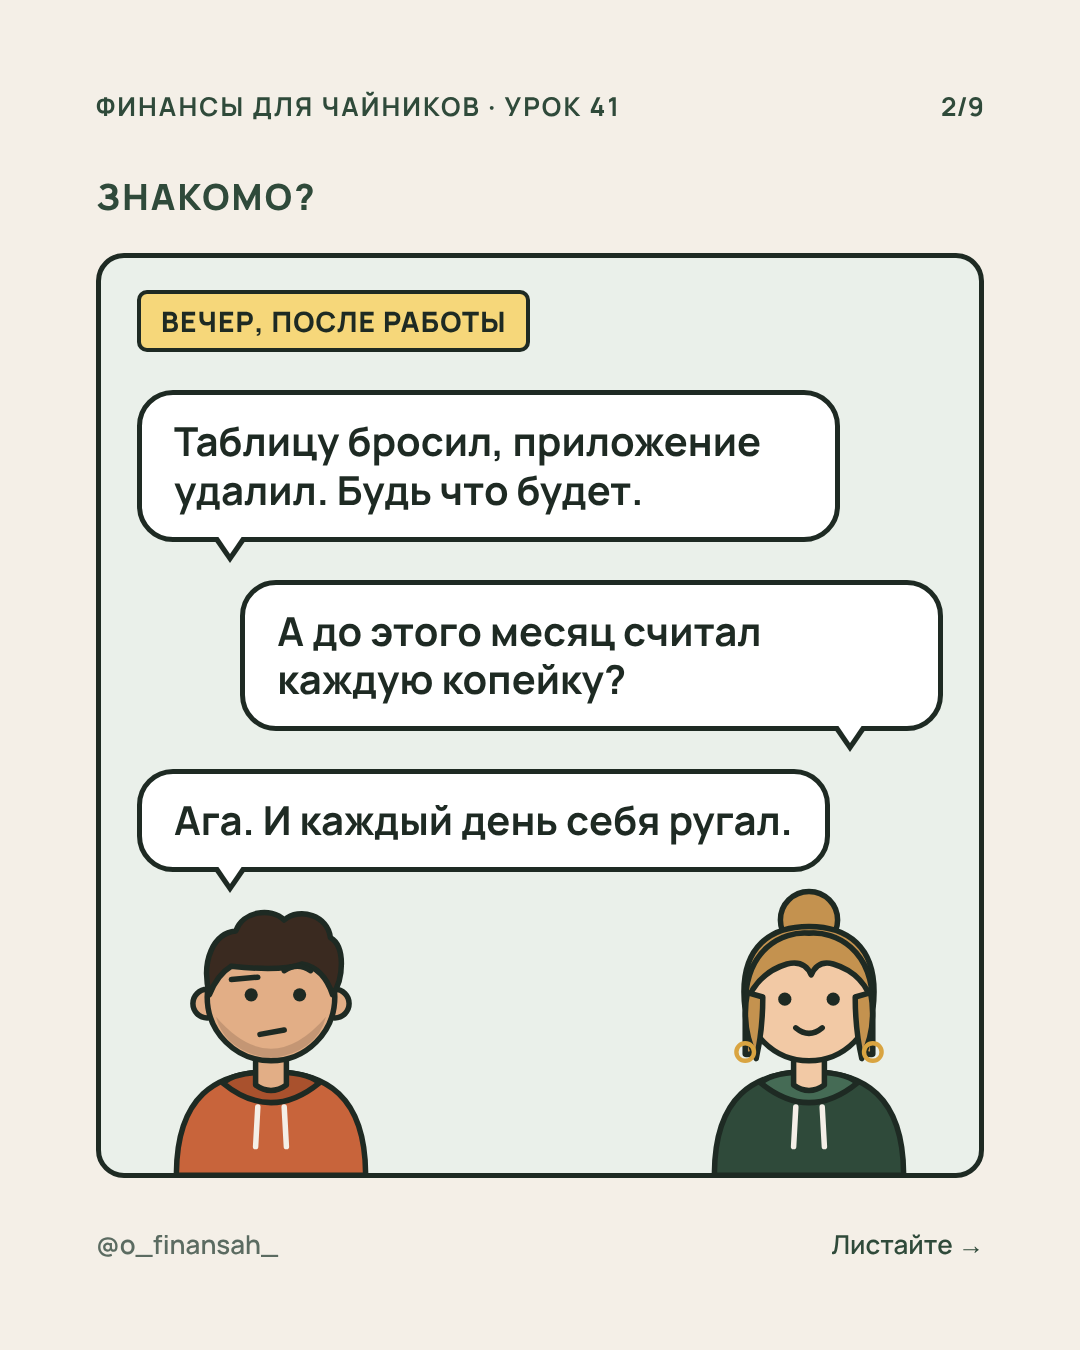 ФИНАНСЫ ДЛЯ ЧАЙНИКОВ · УРОК 41
2/9
ЗНАКОМО?
ВЕЧЕР, ПОСЛЕ РАБОТЫ
Таблицу бросил, приложение
удалил. Будь что будет.
А до этого месяц считал
каждую копейку?
Ага. И каждый день себя ругал.
@o_finansah_
Листайте →